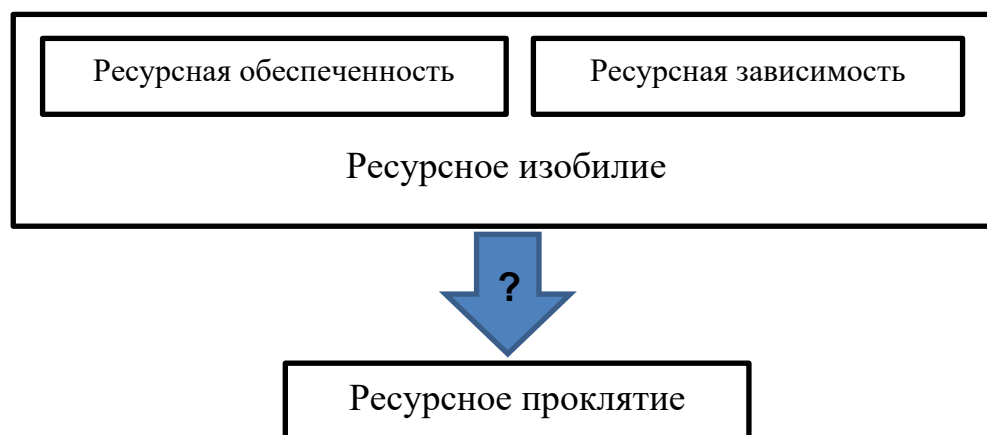 Ресурсная обеспеченность
Ресурсная зависимость
Ресурсное изобилие
?
Ресурсное проклятие